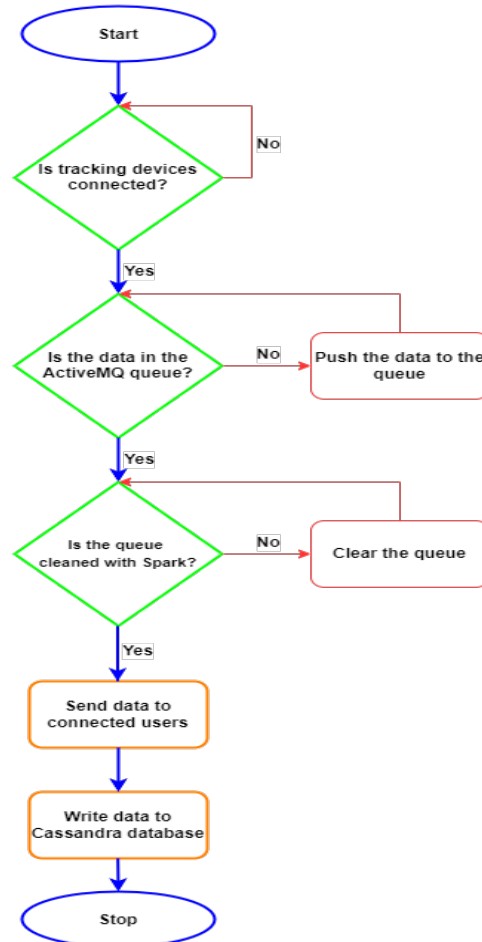 Start
Is tracking devices
connected?
No
Yes
Is the data in the
ActiveMQ queue?
No
Push the data to the
queue
Yes
Is the queue
cleaned with Spark?
No
Clear the queue
Yes
Send data to
connected users
Write data to
Cassandra database
Stop